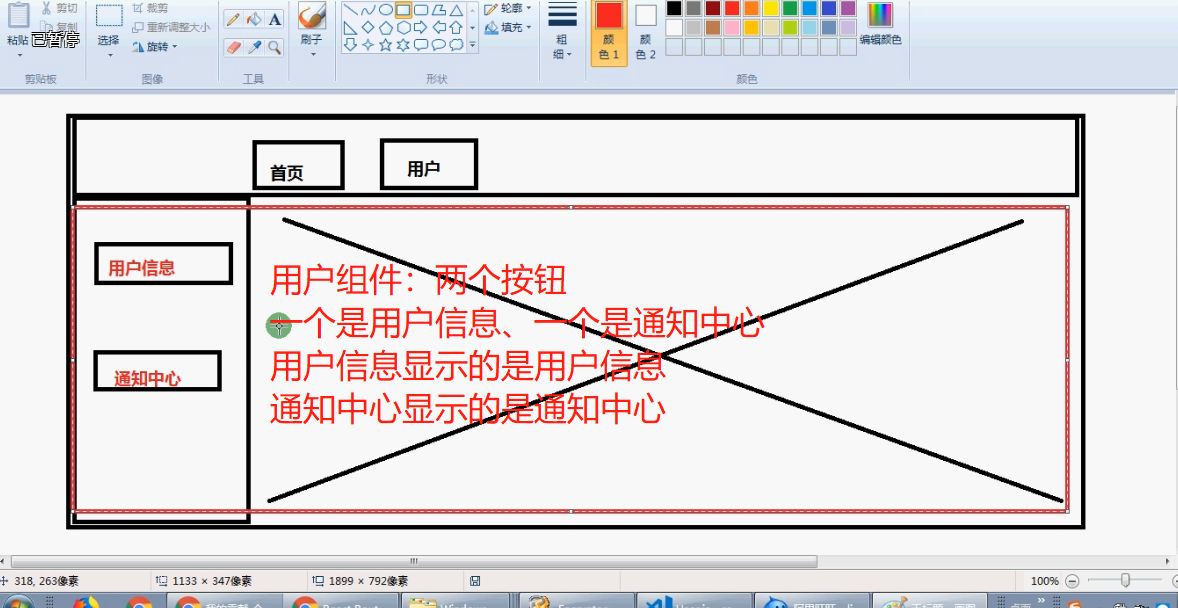 剪切
裁剪
轮廓
复制
重新调整大小
填充
粘贴
已暂停
选择
旋转
刷子
粗
细
颜
色 1
颜
色 2
编辑颜色
剪贴板
图像
工具
形状
颜色
首页
用户
用户信息
通知中心
用户组件：两个按钮
一个是用户信息、一个是通知中心
用户信息显示的是用户信息
通知中心显示的是通知中心
318, 263像素
1133 × 347像素
1899 × 792像素
100%